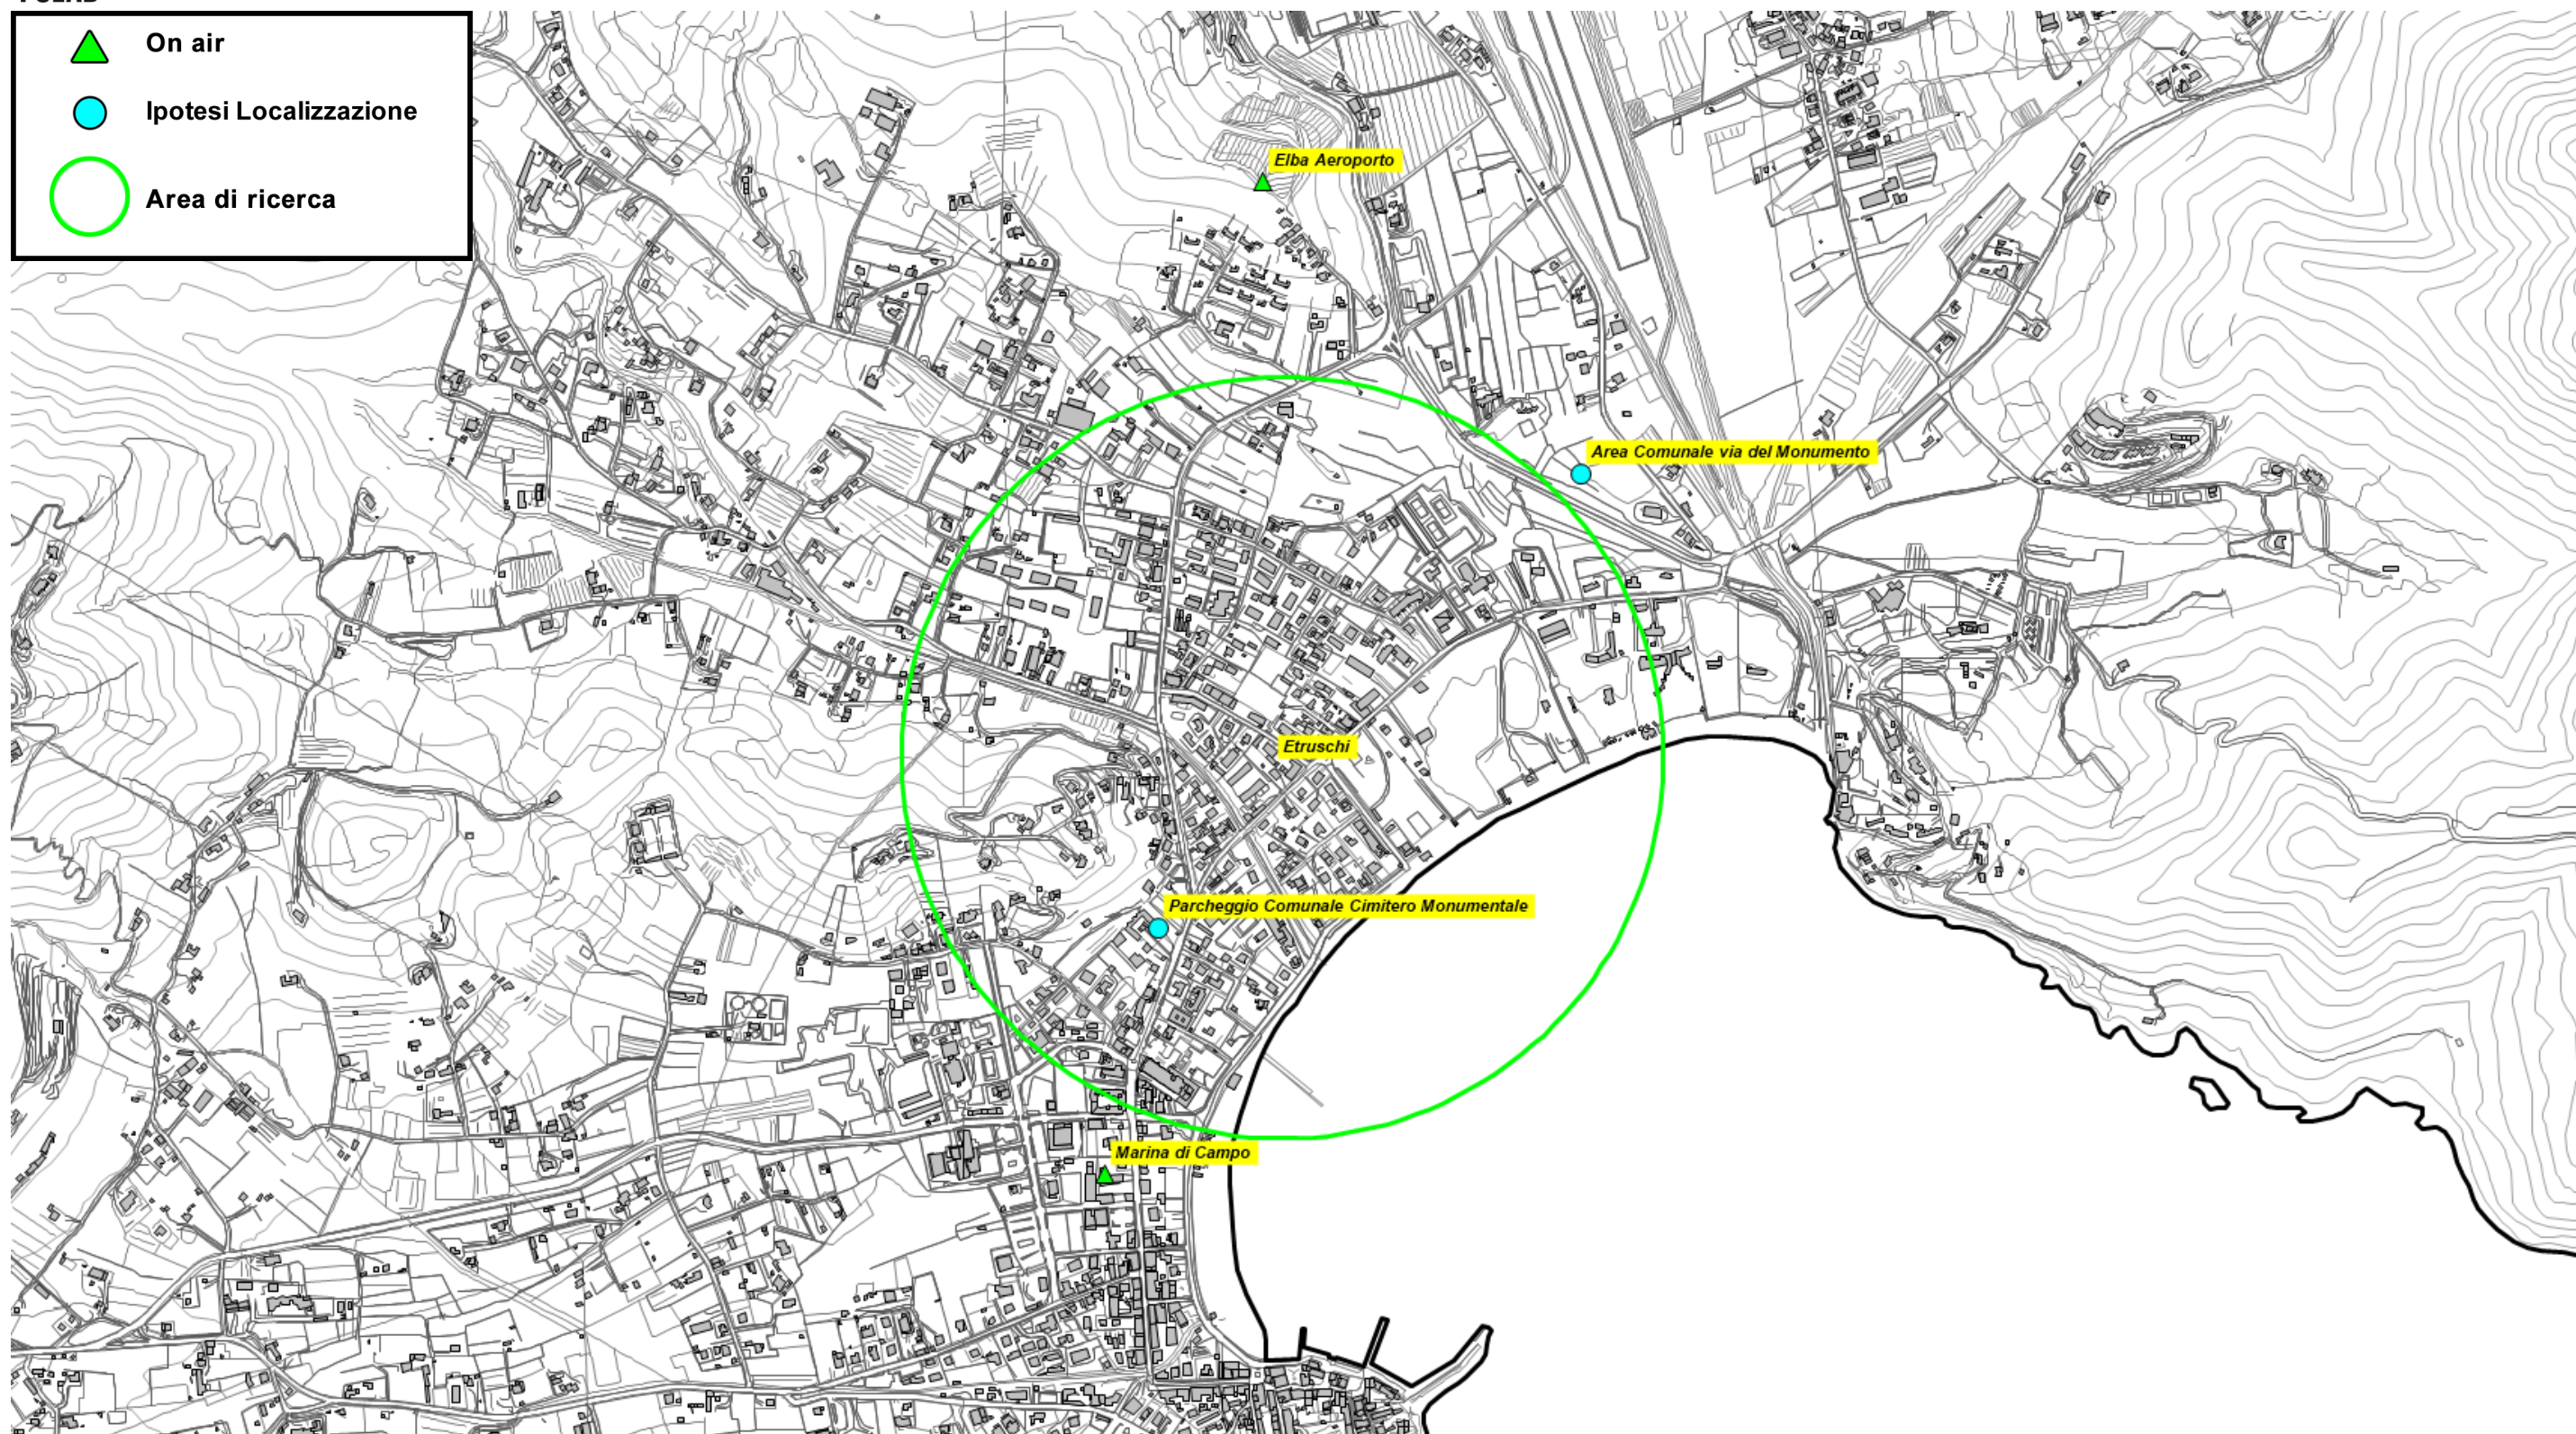 On air
Ipotesi Localizzazione
Area di ricerca
Elba Aeroporto
Area Comunale via del Monumento
Etruschi
Parcheggio Comunale Cimitero Monumentale
Marina di Campo